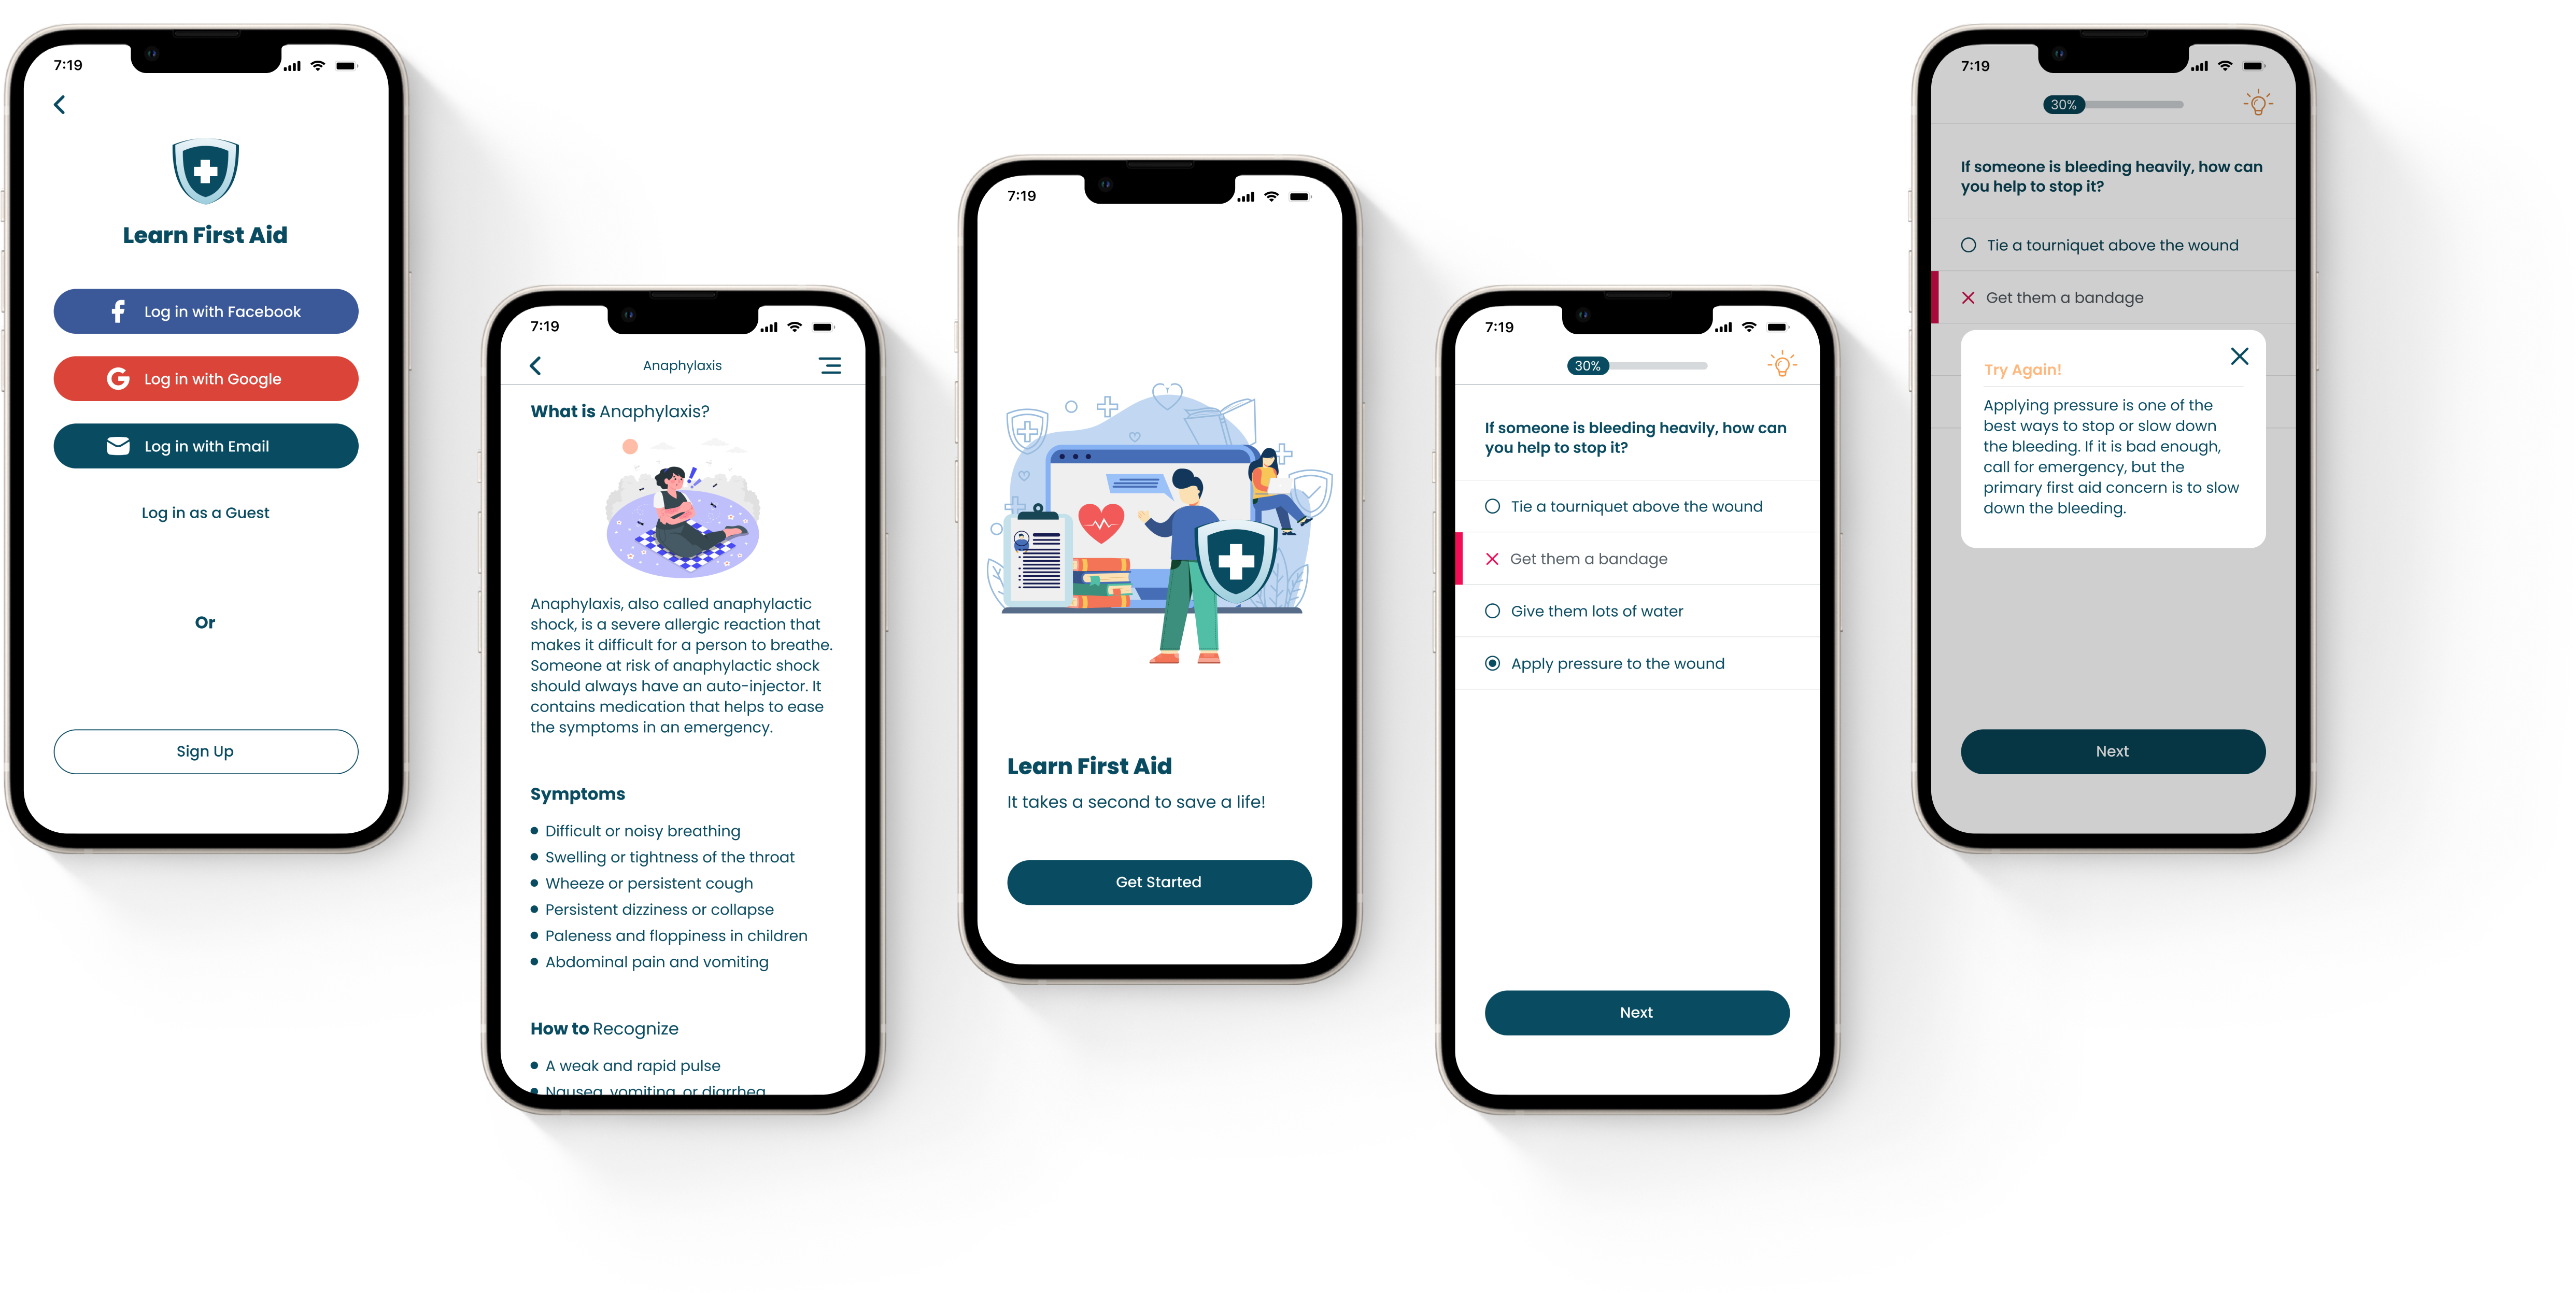 7:19
Learn First Aid
Log in with Facebook
Log in with Google
Log in with Email
Log in as a Guest
Or
Sign Up
7:19
Anaphylaxis
What is Anaphylaxis?
Anaphylaxis, also called anaphylactic
shock, is a severe allergic reaction that
makes it difficult for a person to breathe.
Someone at risk of anaphylactic shock
should always have an auto-injector. It
contains medication that helps to ease
the symptoms in an emergency.
Symptoms
Difficult or noisy breathing
Swelling or tightness of the throat
Wheeze or persistent cough
Persistent dizziness or collapse
Paleness and floppiness in children
Abdominal pain and vomiting
How to Recognize
A weak and rapid pulse
Nausea, vomiting, or diarrhea
7:19
Learn First Aid
It takes a second to save a life!
Get Started
7:19
30%
If someone is bleeding heavily, how can
you help to stop it?
Tie a tourniquet above the wound
Get them a bandage
Give them lots of water
Apply pressure to the wound
Next
7:19
30%
If someone is bleeding heavily, how can
you help to stop it?
Tie a tourniquet above the wound
Get them a bandage
Try Again!
Applying pressure is one of the
best ways to stop or slow down
the bleeding. If it is bad enough,
call for emergency, but the
primary first aid concern is to slow
down the bleeding.
Next